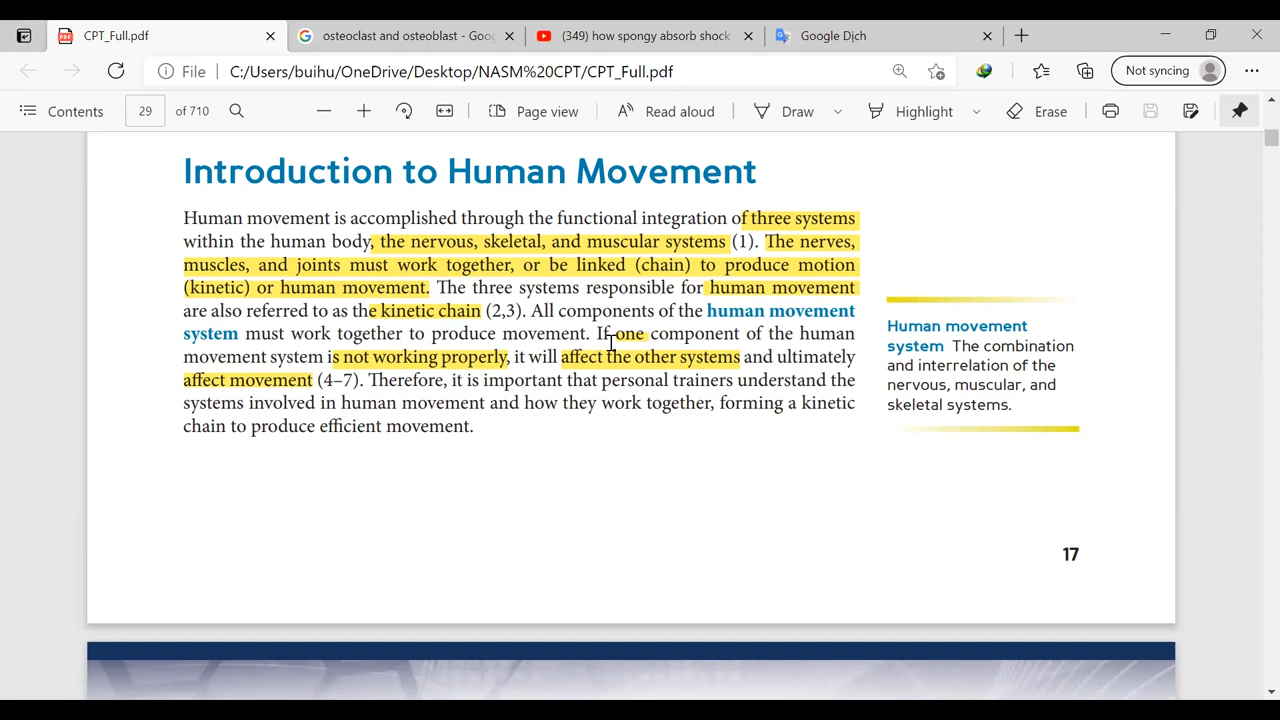 CPT_Full.pdf
osteoclast and osteoblast - Goog
(349) how spongy absorb shock
Google Dịch
File
C:/Users/buihu/OneDrive/Desktop/NASM%20CPT/CPT_Full.pdf
Not syncing
Contents
29
of 710
Page view
Read aloud
Draw
Highlight
Erase
Introduction to Human Movement
Human movement is accomplished through the functional integration of three systems
within the human body, the nervous, skeletal, and muscular systems (1). The nerves,
muscles, and joints must work together, or be linked (chain) to produce motion
(kinetic) or human movement. The three systems responsible for human movement
are also referred to as the kinetic chain (2,3). All components of the human movement
system must work together to produce movement. If one component of the human
movement system is not working properly, it will affect the other systems and ultimately
affect movement (4–7). Therefore, it is important that personal trainers understand the
systems involved in human movement and how they work together, forming a kinetic
chain to produce efficient movement.
Human movement
system The combination
and interrelation of the
nervous, muscular, and
skeletal systems.
17